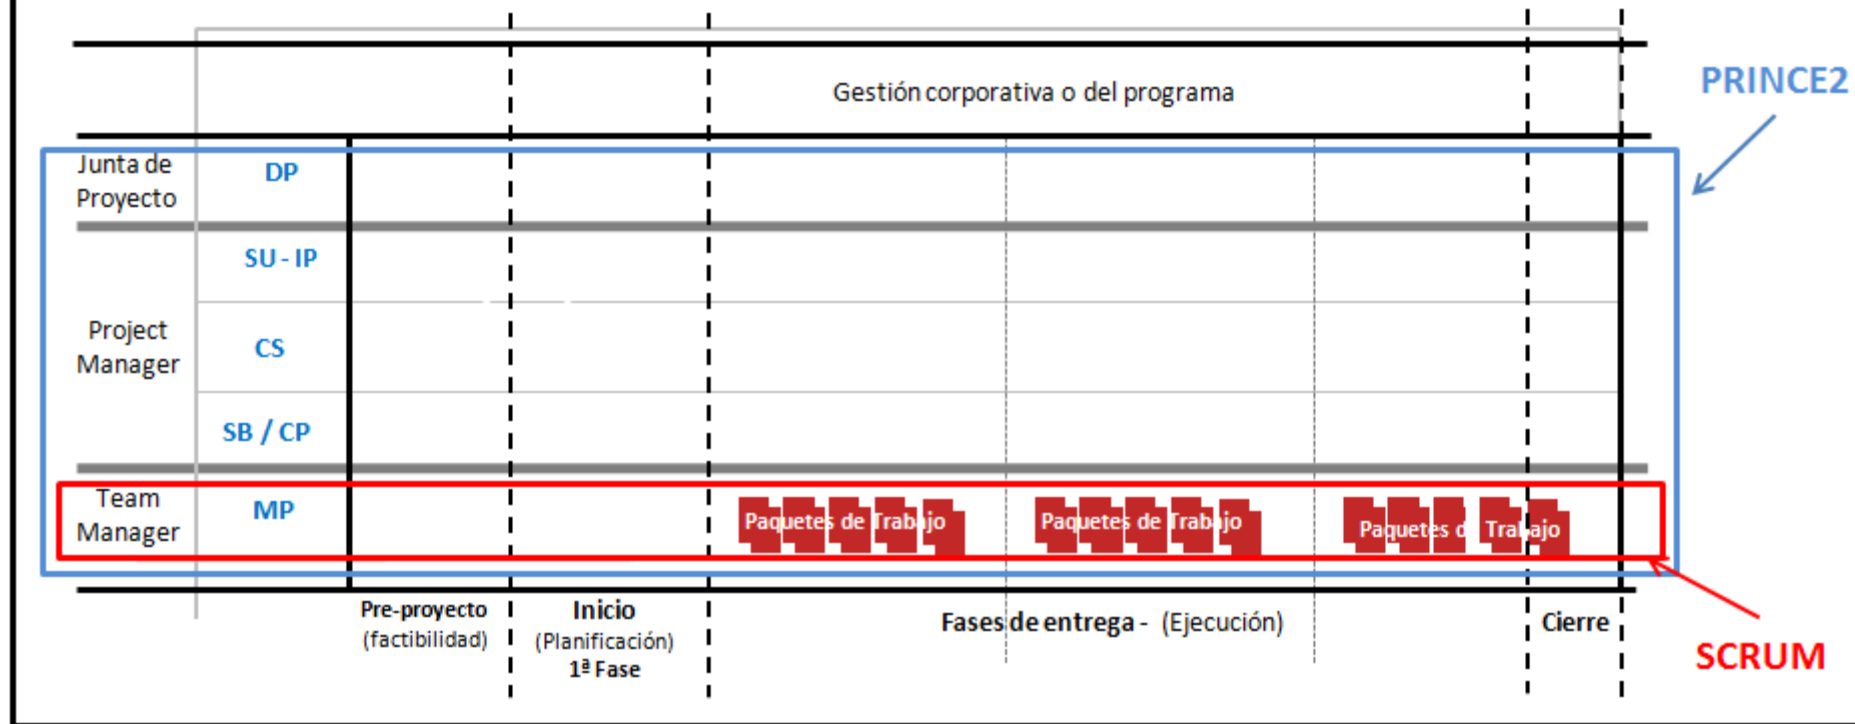 Gestión corporativa o del programa
PRINCE2
Junta de
Proyecto
DP
SU - IP
Project
Manager
CS
SB / CP
Team
Manager
MP
Paquetes de Trabajo
Paquetes de Trabajo
Paquetes d Trabajo
Pre-proyecto
(factibilidad)
Inicio
(Planificación)
1ª Fase
Fases de entrega - (Ejecución)
Cierre
SCRUM